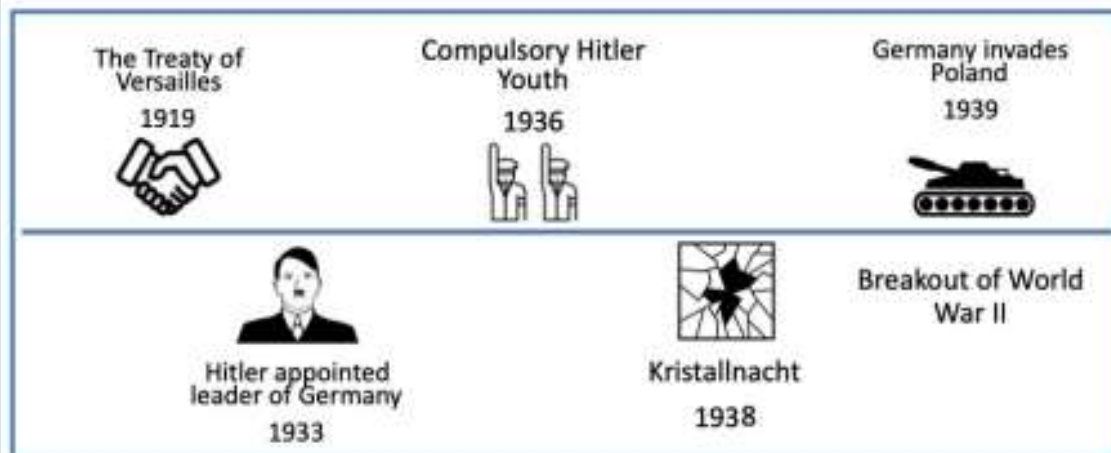 The Treaty of
Versailles
1919
Compulsory Hitler
Youth
1936
Germany invades
Poland
1939
Hitler appointed
leader of Germany
1933
Kristallnacht
1938
Breakout of World
War II